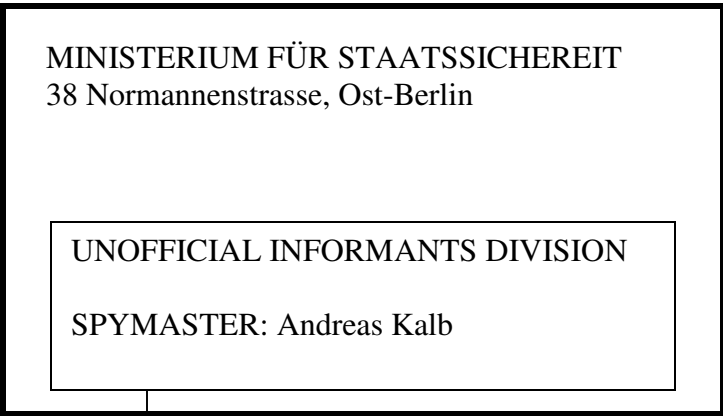 MINISTERIUM FÜR STAATSSICHEREIT
38 Normannenstrasse, Ost-Berlin
UNOFFICIAL INFORMANTS DIVISION
SPYMASTER: Andreas Kalb